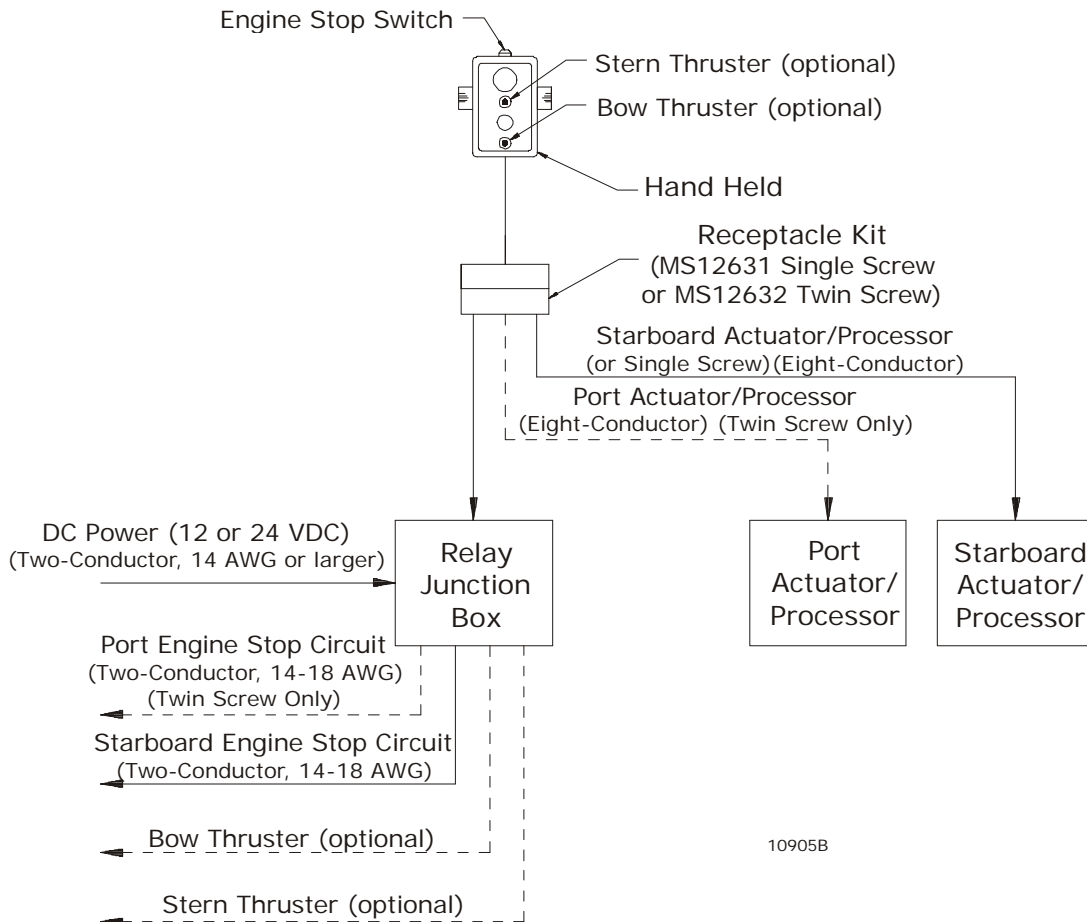 Engine Stop Switch
Stern Thruster (optional)
Bow Thruster (optional)
Hand Held
Receptacle Kit
(MS12631 Single Screw
or MS12632 Twin Screw)
Starboard Actuator/Processor
(or Single Screw)(Eight-Conductor)
Port Actuator/Processor
(Eight-Conductor) (Twin Screw Only)
DC Power (12 or 24 VDC)
(Two-Conductor, 14 AWG or larger)
Relay
Junction
Box
Port
Actuator/
Processor
Starboard
Actuator/
Processor
Port Engine Stop Circuit
(Two-Conductor, 14-18 AWG)
(Twin Screw Only)
Starboard Engine Stop Circuit
(Two-Conductor, 14-18 AWG)
Bow Thruster (optional)
10905B
Stern Thruster (optional)